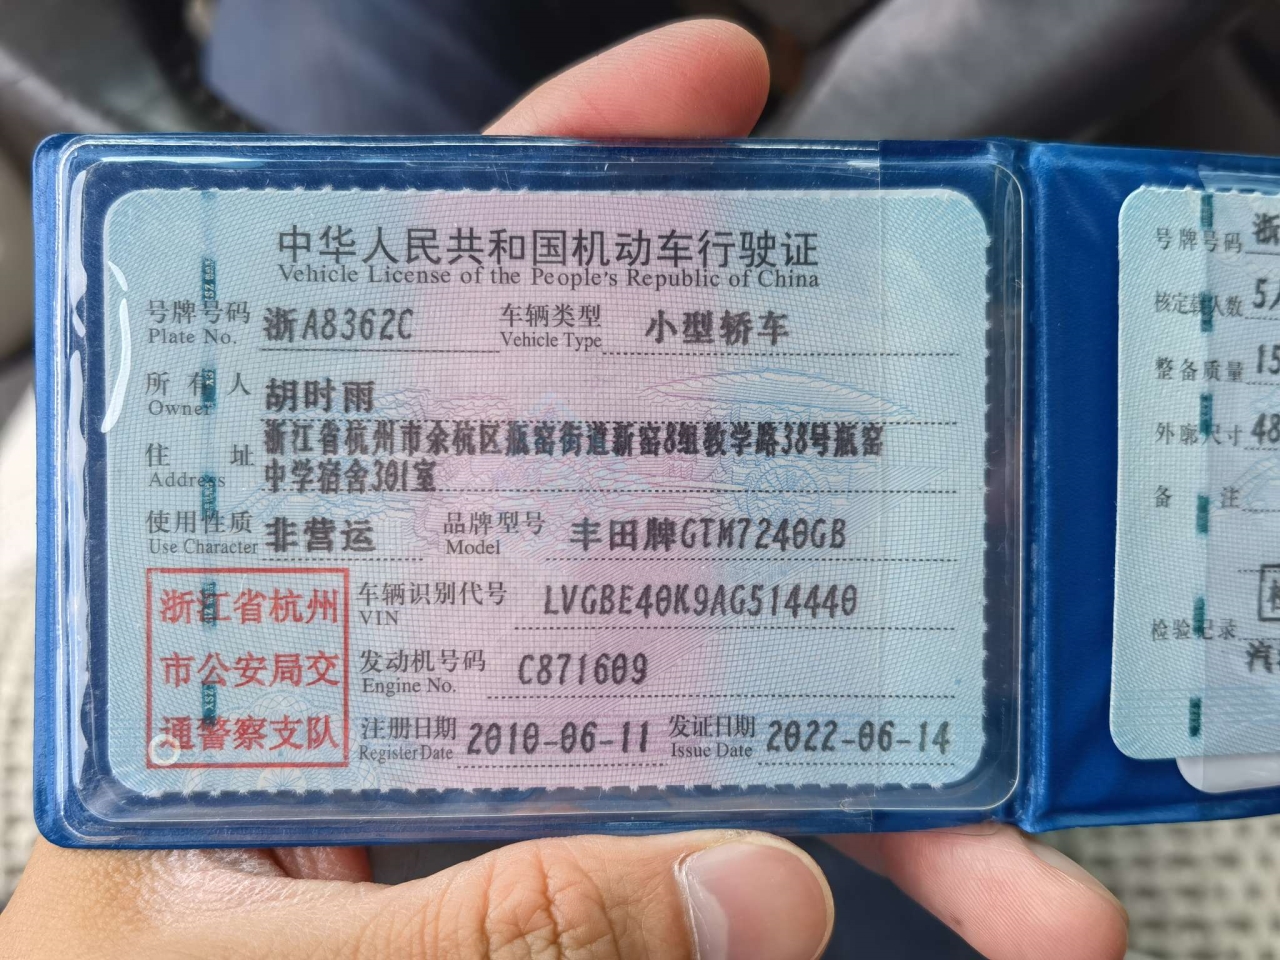 中华人民共和国机动车行驶证
Vehicle License of the People's Republic of China
号牌号码 浙A8362C 车辆类型 小型轿车
Plate No. Vehicle Type
所有人 胡时雨
Owner
住址 浙江省杭州市余杭区瓶窑街道新窑8组教学路38号瓶窑
Address 中学宿舍301室
使用性质 非营运 品牌型号 丰田牌GTM7240GB
Use Character Model
浙江省杭州
市公安局交
通警察支队
车辆识别代号 LVGBE40K9AG514440
VIN
发动机号码 C871609
Engine No.
注册日期 2010-06-11 发证日期 2022-06-14
Register Date Issue Date
号牌号码 浙
核定载人数 5/
整备质量 15
外廓尺寸 48
备注
检验记录
汽